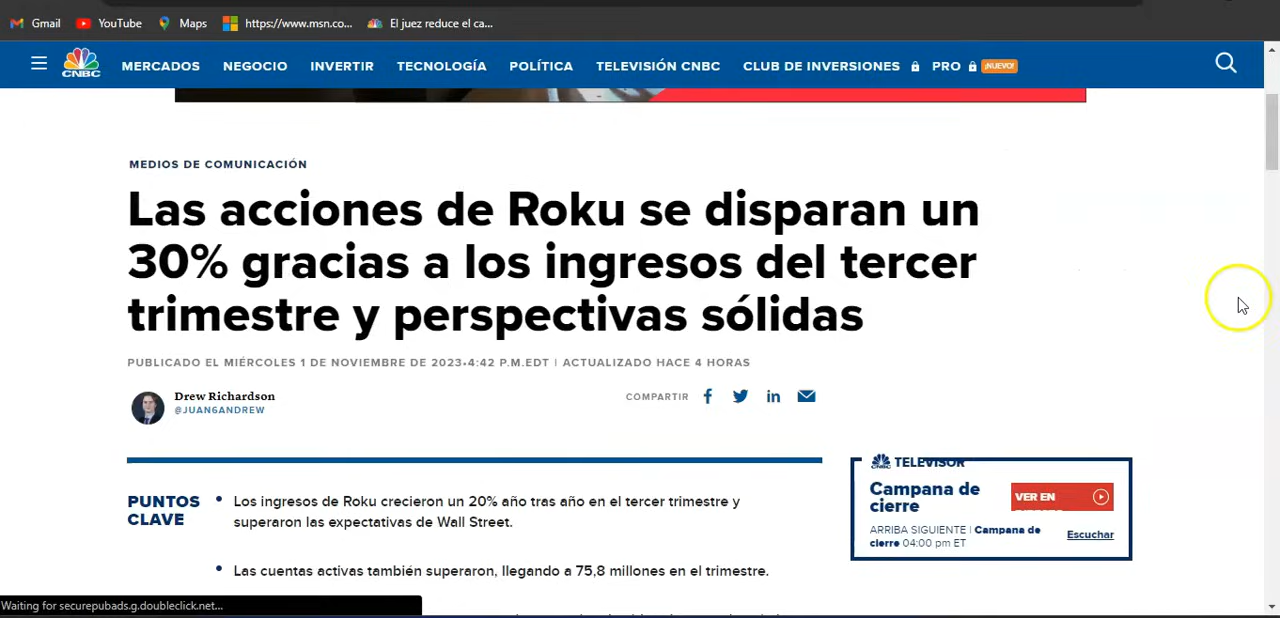 Gmail
YouTube
Maps
https://www.msn.co...
El juez reduce el ca...
CNBC
MERCADOS
NEGOCIO
INVERTIR
TECNOLOGÍA
POLÍTICA
TELEVISIÓN CNBC
CLUB DE INVERSIONES
PRO
¡NUEVO!
MEDIOS DE COMUNICACIÓN
Las acciones de Roku se disparan un
30% gracias a los ingresos del tercer
trimestre y perspectivas sólidas
PUBLICADO EL MIÉRCOLES 1 DE NOVIEMBRE DE 2023•4:42 P.M.EDT | ACTUALIZADO HACE 4 HORAS
Drew Richardson
@JUAN6ANDREW
COMPARTIR
PUNTOS
CLAVE
• Los ingresos de Roku crecieron un 20% año tras año en el tercer trimestre y
superaron las expectativas de Wall Street.
• Las cuentas activas también superaron, llegando a 75,8 millones en el trimestre.
CNBC TELEVISOR
Campana de
cierre
VER EN
ARRIBA SIGUIENTE | Campana de
cierre 04:00 pm ET
Escuchar
Waiting for securepubads.g.doubleclick.net...